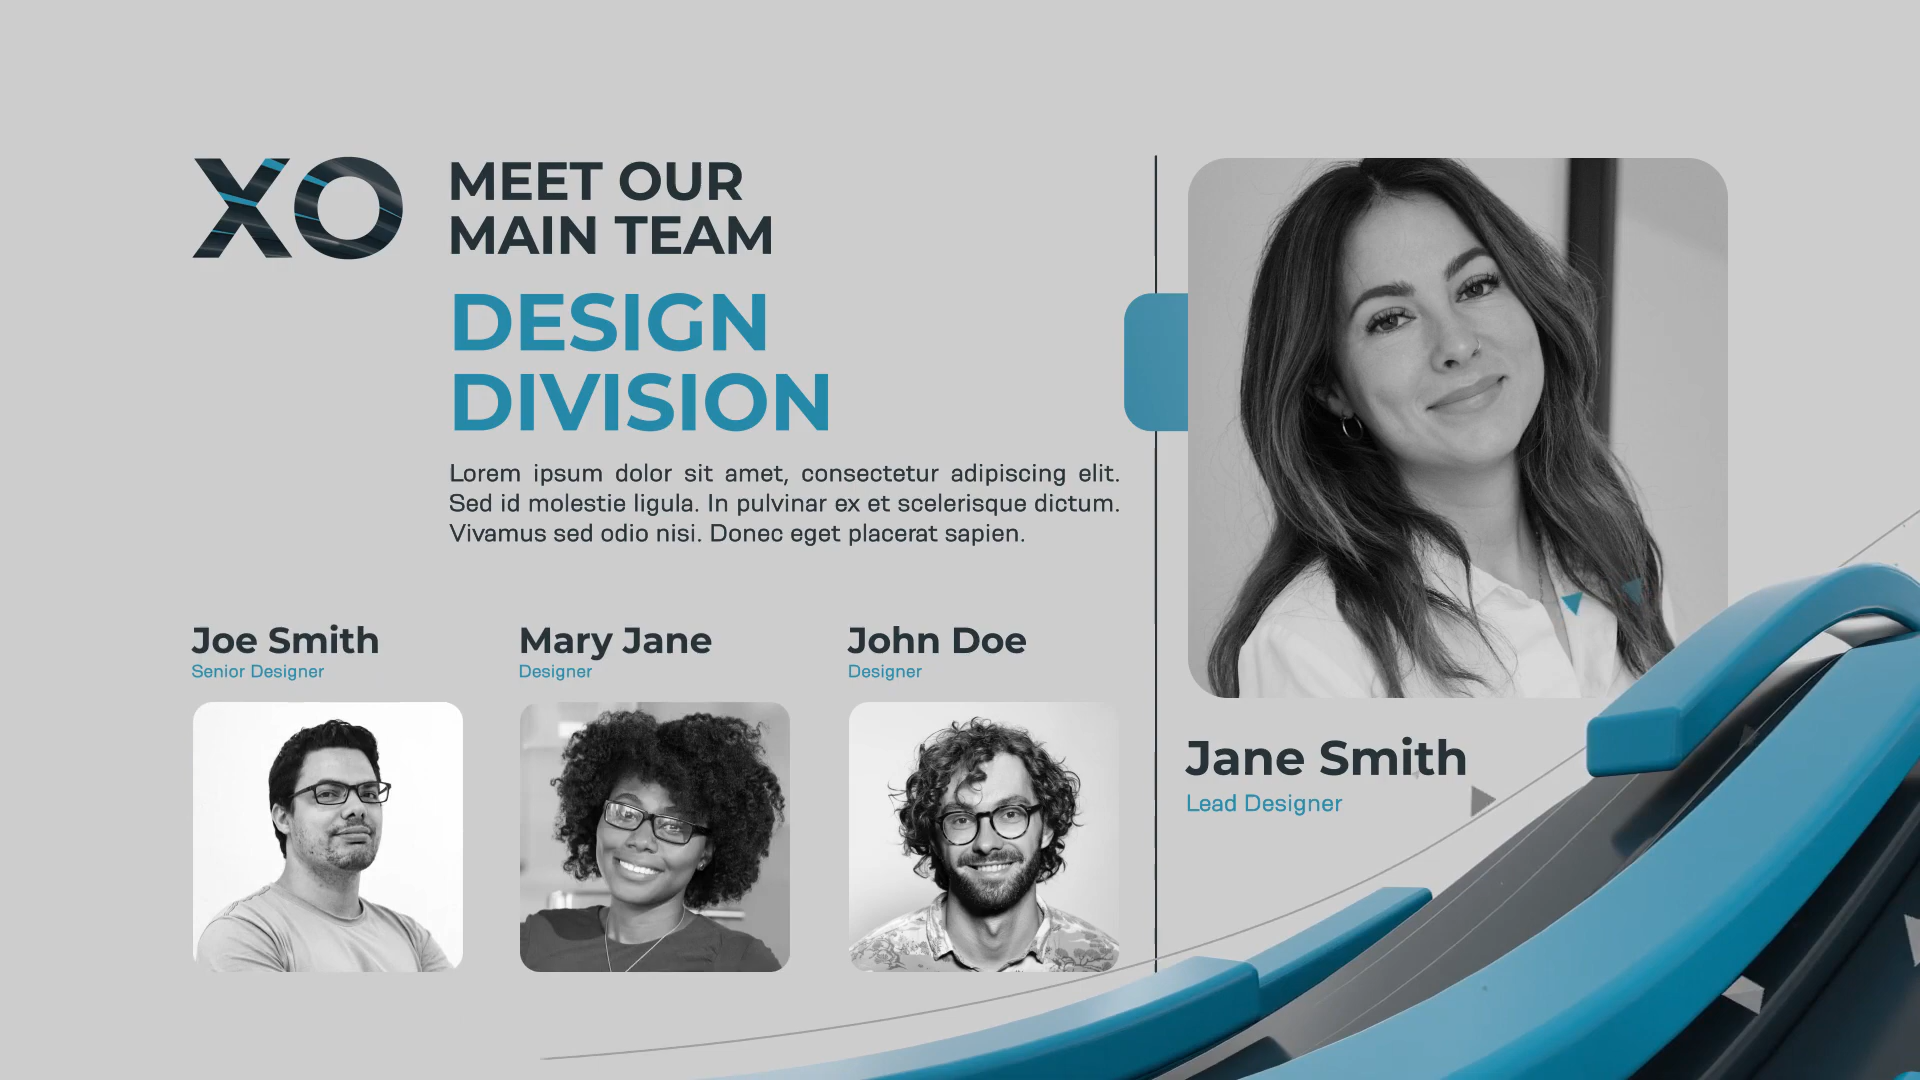 XO
MEET OUR
MAIN TEAM
DESIGN
DIVISION
Lorem ipsum dolor sit amet, consectetur adipiscing elit.
Sed id molestie ligula. In pulvinar ex et scelerisque dictum.
Vivamus sed odio nisi. Donec eget placerat sapien.
Joe Smith
Senior Designer
Mary Jane
Designer
John Doe
Designer
Jane Smith
Lead Designer